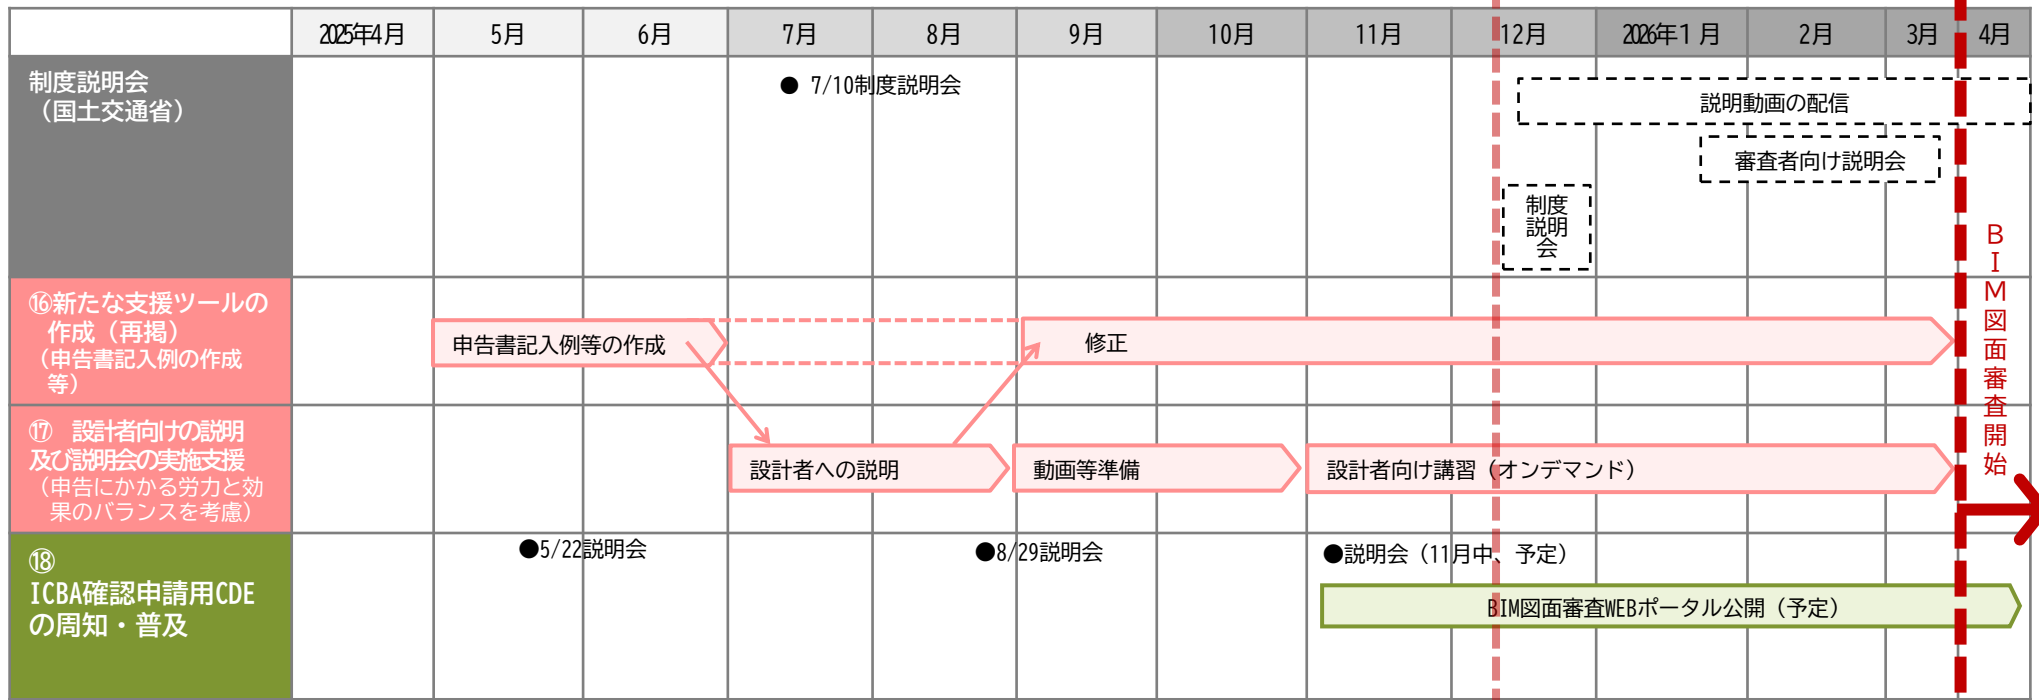 2025年4月
5月
6月
7月
8月
9月
10月
11月
12月
2026年１月
2月
3月
4月
制度説明会
（国土交通省）
● 7/10制度説明会
説明動画の配信
審査者向け説明会
制度
説明
会
⑯新たな支援ツールの
作成（再掲）
（申告書記入例の作成
等）
申告書記入例等の作成
修正
⑰　設計者向けの説明
及び説明会の実施支援
（申告にかかる労力と効
果のバランスを考慮）
設計者への説明
動画等準備
設計者向け講習（オンデマンド）
⑱
ICBA確認申請用CDE
の周知・普及
●5/22説明会
●8/29説明会
●説明会（11月中、予定）
BIM図面審査WEBポータル公開（予定）
ＢＩＭ図面審査開始